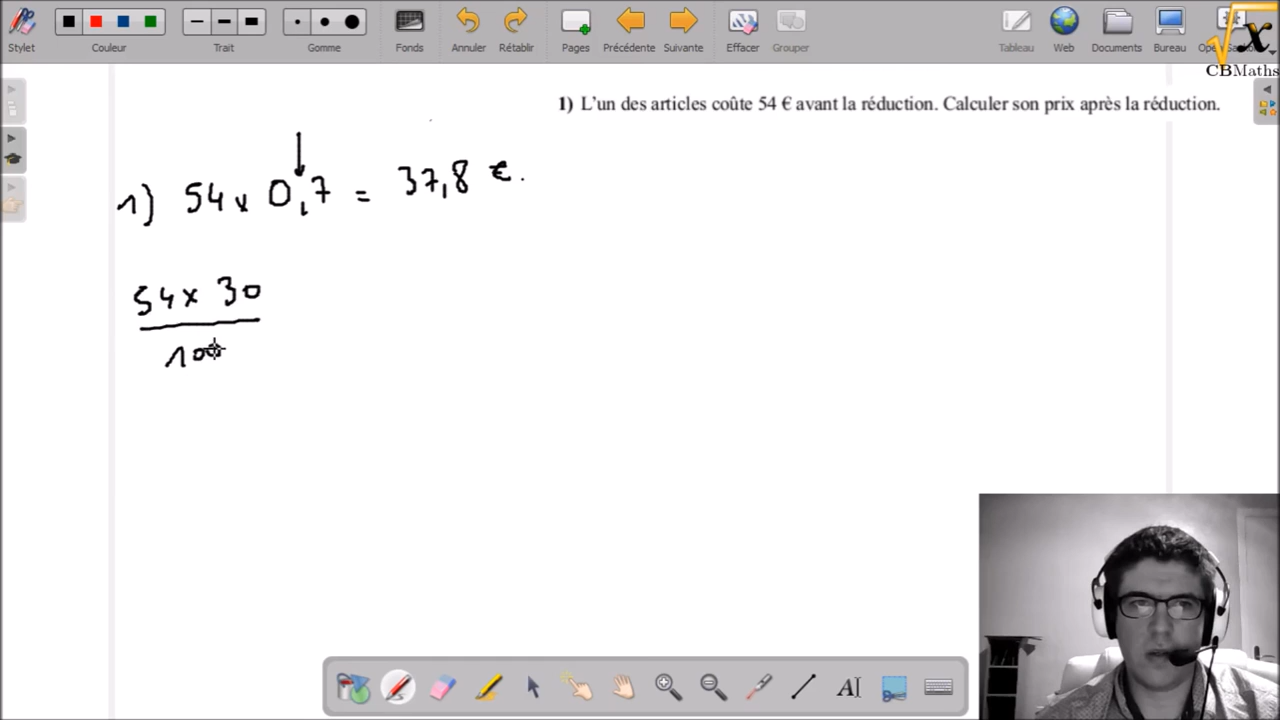 Stylet Couleur Trait Gomme Fonds Annuler Rétablir Pages Précédente Suivante Effacer Grouper Tableau Web Documents Bureau
√x
CBMaths
1) L'un des articles coûte 54 € avant la réduction. Calculer son prix après la réduction.
1) 54 × 0,7 = 37,8 €.
54 × 30
100
AI